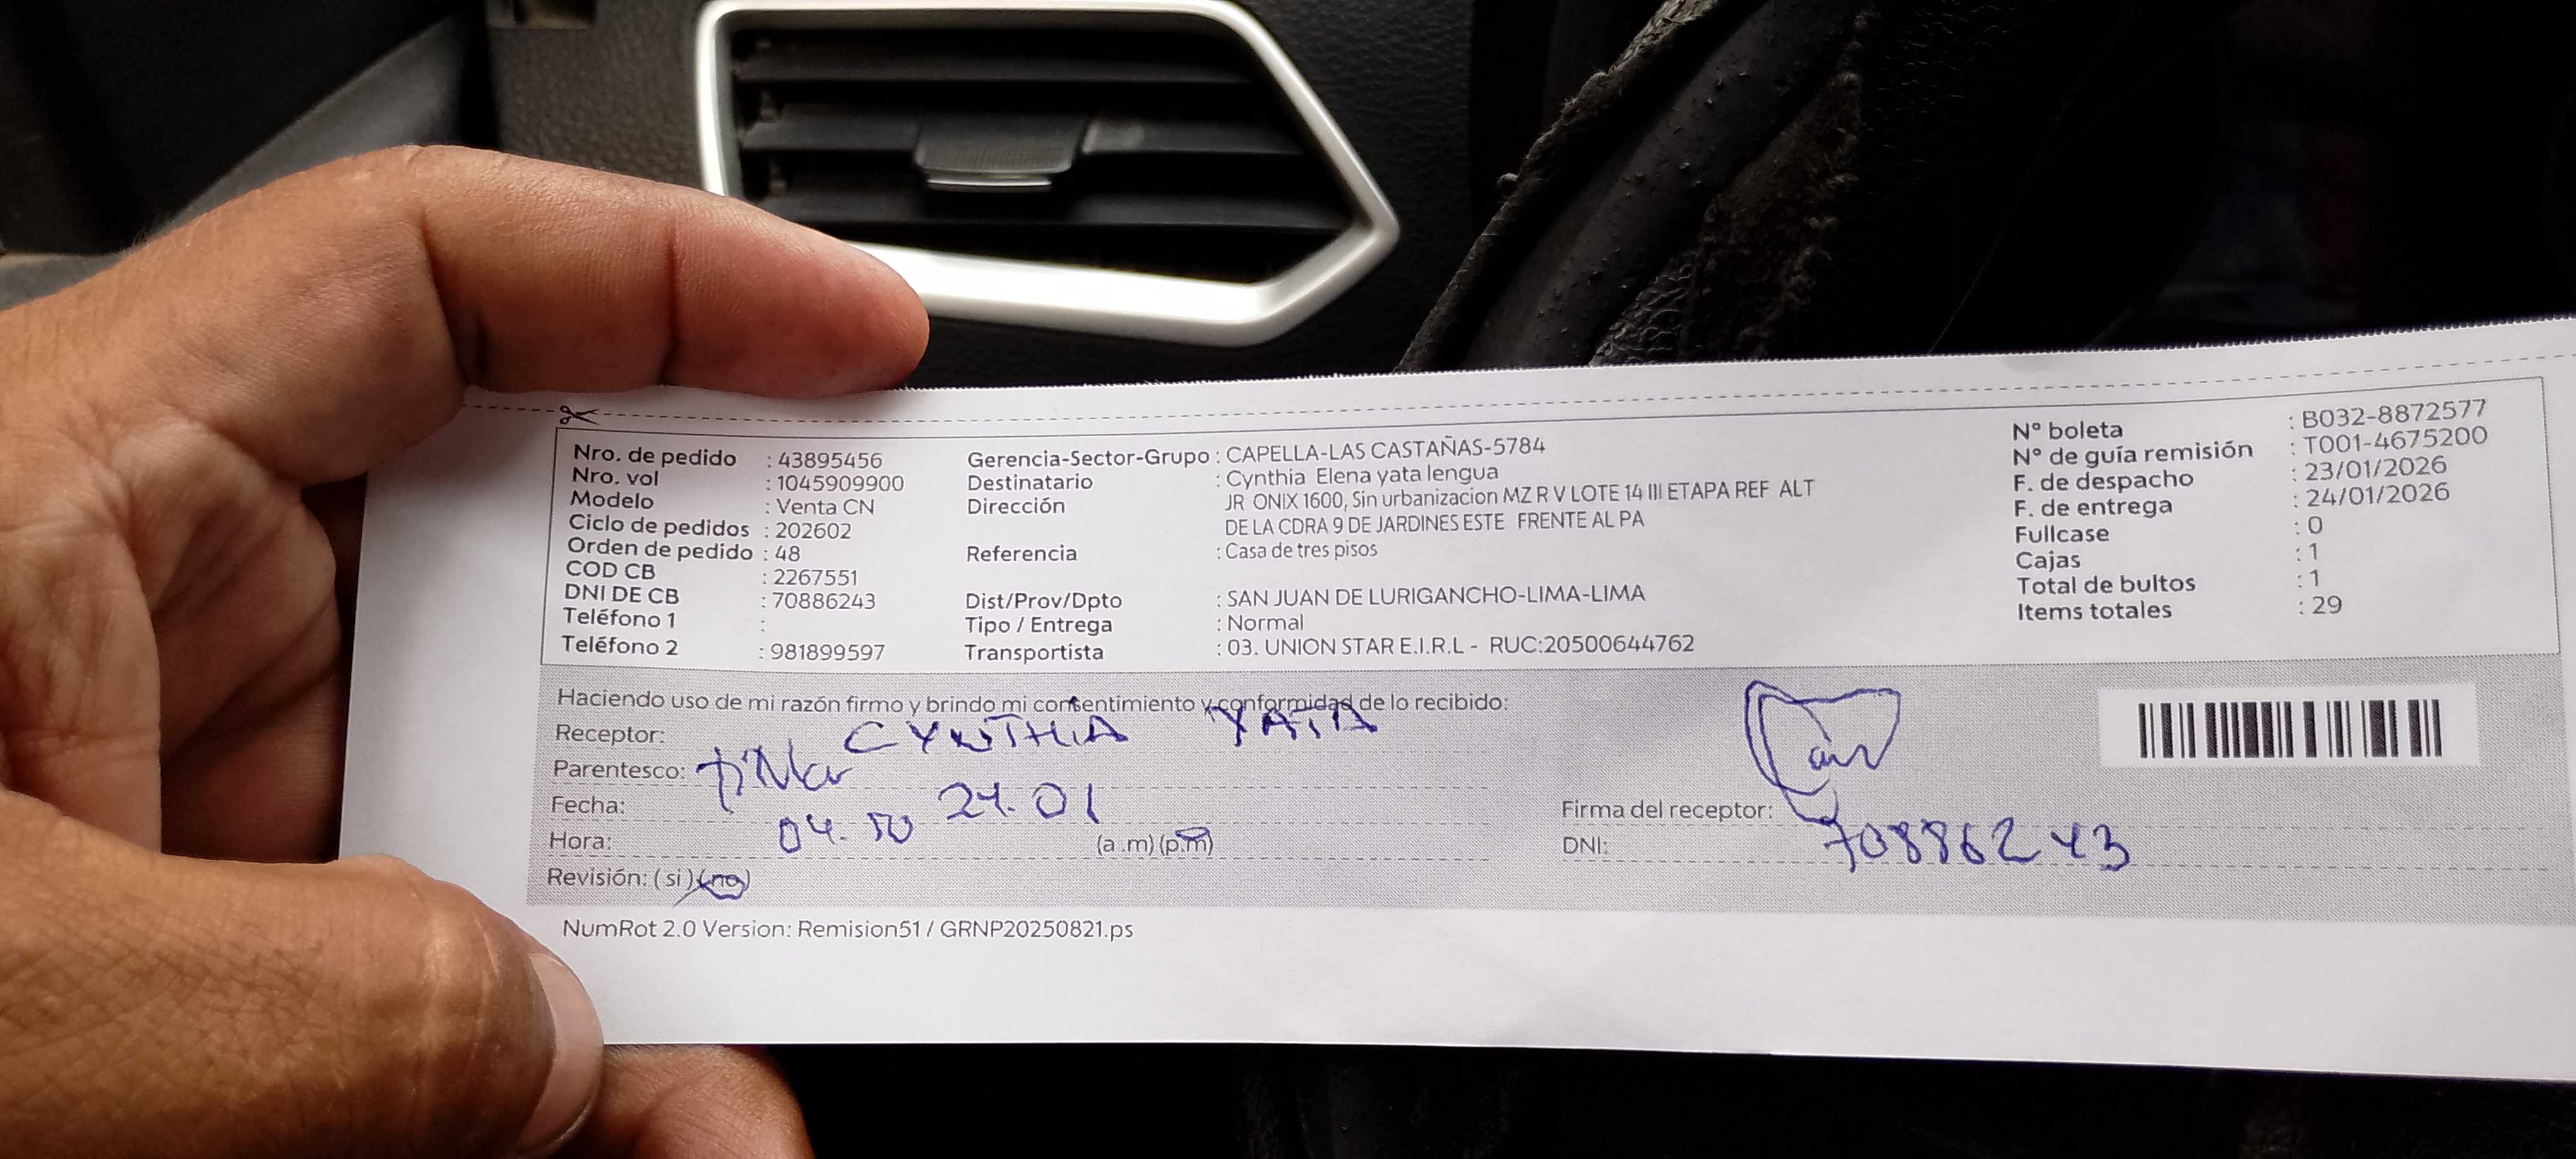 Nro. de pedido : 43895456
Nro. vol : 1045909900
Modelo : Venta CN
Ciclo de pedidos : 202602
Orden de pedido : 48
COD CB : 2267551
DNI DE CB : 70886243
Teléfono 1 :
Teléfono 2 : 981899597
Gerencia-Sector-Grupo : CAPELLA-LAS CASTAÑAS-5784
Destinatario : Cynthia Elena yata lengua
Dirección JR ONIX 1600, Sin urbanizacion MZ R V LOTE 14 III ETAPA REF ALT
DE LA CDRA 9 DE JARDINES ESTE FRENTE AL PA
Referencia : Casa de tres pisos
Dist/Prov/Dpto : SAN JUAN DE LURIGANCHO-LIMA-LIMA
Tipo / Entrega : Normal
Transportista : 03. UNION STAR E.I.R.L - RUC:20500644762
N° boleta : B032-8872577
N° de guía remisión : T001-4675200
F. de despacho : 23/01/2026
F. de entrega : 24/01/2026
Fullcase : 0
Cajas : 1
Total de bultos : 1
Items totales : 29
Haciendo uso de mi razón firmo y brindo mi consentimiento y conformidad de lo recibido:
Receptor: CYNTHIA YATA
Parentesco:
Fecha: 24.01
Hora: 04.50 (a.m) (p.m)
Revisión: (si) (no)
Firma del receptor:
DNI: 70886243
NumRot 2.0 Version: Remision51 / GRNP20250821.ps